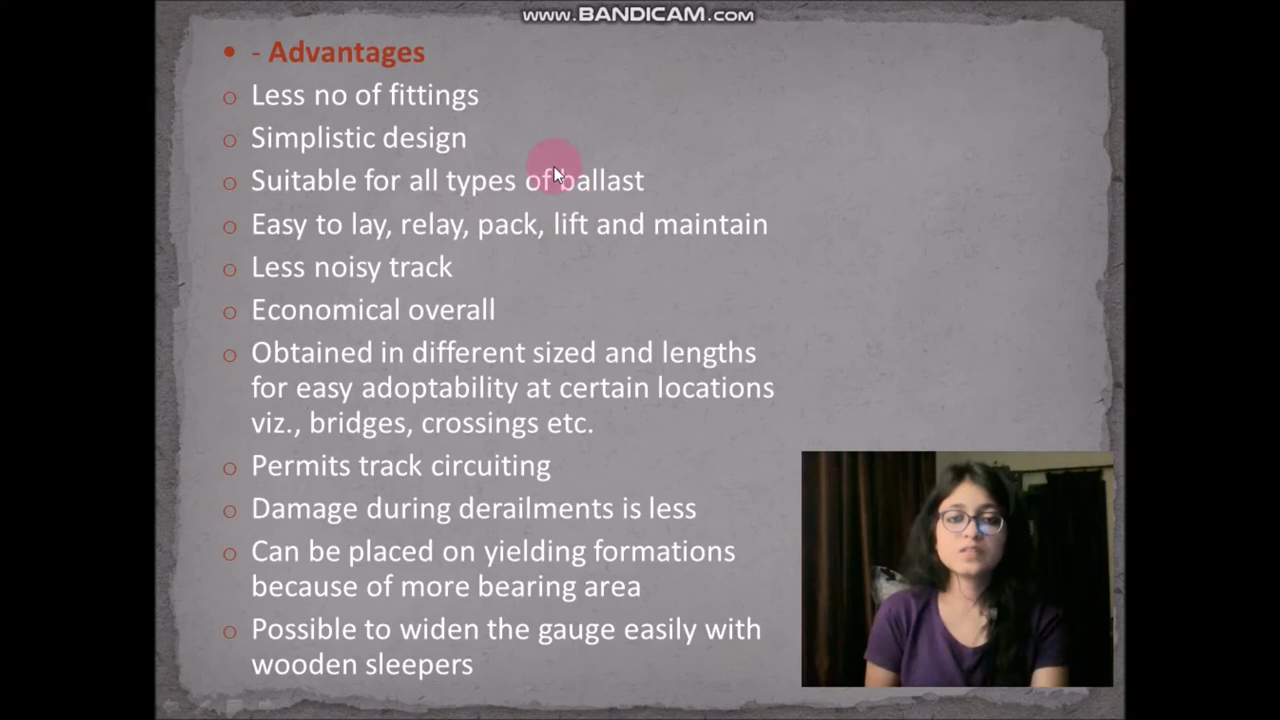 www.BANDICAM.com
- Advantages
Less no of fittings
Simplistic design
Suitable for all types of ballast
Easy to lay, relay, pack, lift and maintain
Less noisy track
Economical overall
Obtained in different sized and lengths
for easy adoptability at certain locations
viz., bridges, crossings etc.
Permits track circuiting
Damage during derailments is less
Can be placed on yielding formations
because of more bearing area
Possible to widen the gauge easily with
wooden sleepers